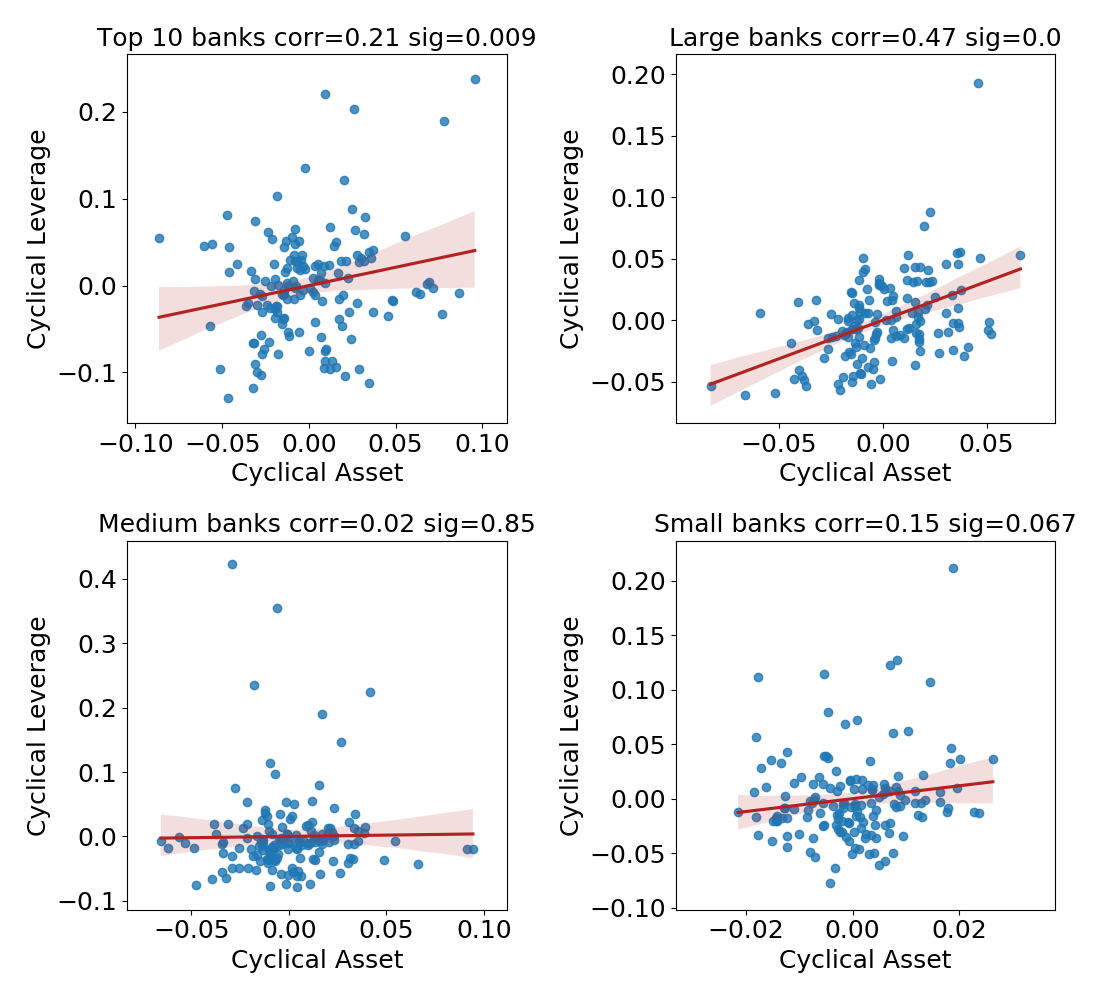 Top 10 banks corr=0.21 sig=0.009
Cyclical Leverage
0.2
0.1
0.0
−0.1
−0.10 −0.05 0.00 0.05 0.10
Cyclical Asset
Large banks corr=0.47 sig=0.0
Cyclical Leverage
0.20
0.15
0.10
0.05
0.00
−0.05
−0.05 0.00 0.05
Cyclical Asset
Medium banks corr=0.02 sig=0.85
Cyclical Leverage
0.4
0.3
0.2
0.1
0.0
−0.1
−0.05 0.00 0.05 0.10
Cyclical Asset
Small banks corr=0.15 sig=0.067
Cyclical Leverage
0.20
0.15
0.10
0.05
0.00
−0.05
−0.10
−0.02 0.00 0.02
Cyclical Asset